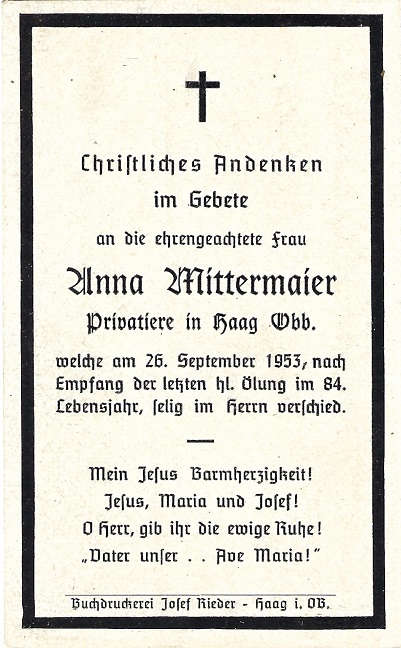 Christliches Andenken
im Gebete
an die ehrengeachtete Frau
Anna Mittermaier
Privatiere in Haag Obb.
welche am 26. September 1953, nach
Empfang der letzten hl. Ölung im 84.
Lebensjahr, selig im Herrn verschied.
Mein Jesus Barmherzigkeit!
Jesus, Maria und Josef!
O Herr, gib ihr die ewige Ruhe!
„Vater unser . . Ave Maria!"
Buchdruckerei Josef Rieder - Haag i. OB.